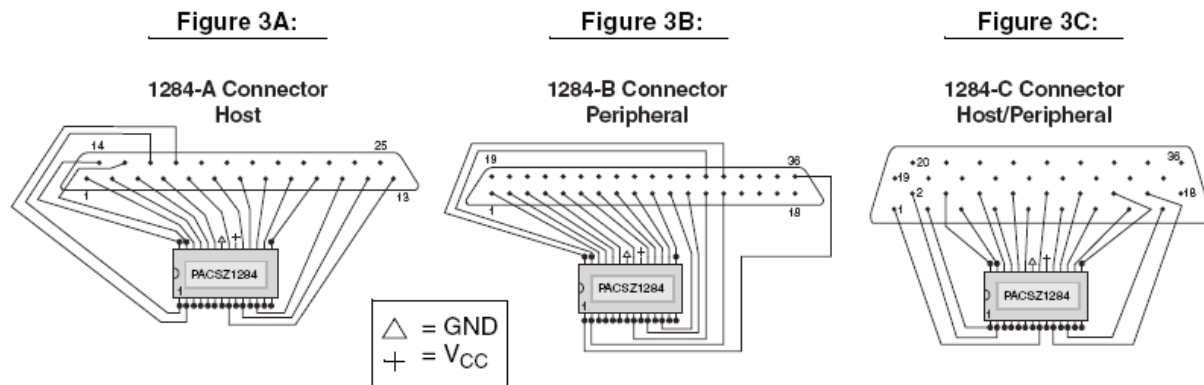 Figure 3A:
1284-A Connector
Host
14
25
1
13
PACSZ1284
1
Figure 3B:
1284-B Connector
Peripheral
19
36
1
18
PACSZ1284
1
Figure 3C:
1284-C Connector
Host/Peripheral
20
36
19
2
18
1
PACSZ1284
1
= GND
= VCC